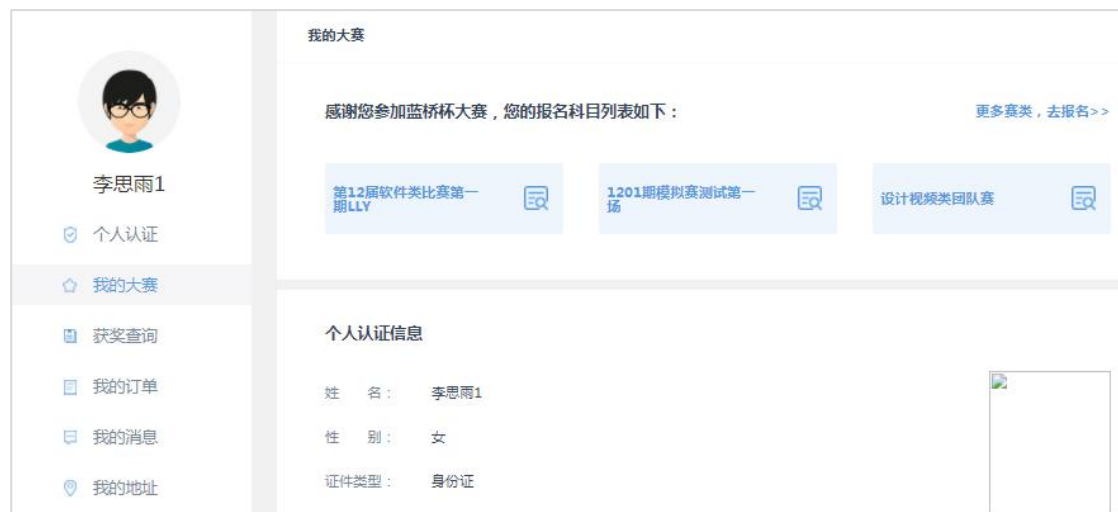 李思雨1
个人认证
我的大赛
获奖查询
我的订单
我的消息
我的地址
我的大赛
感谢您参加蓝桥杯大赛，您的报名科目列表如下：
更多赛类，去报名>>
第12届软件类比赛第一
期LLY
1201期模拟赛测试第一
场
设计视频类团队赛
个人认证信息
姓 名： 李思雨1
性 别： 女
证件类型： 身份证